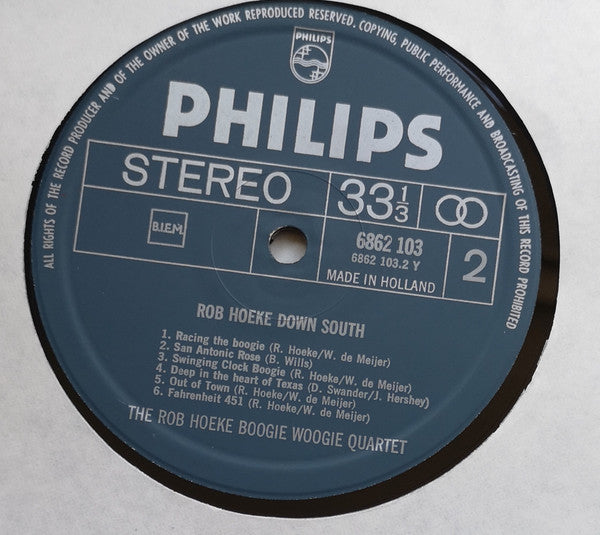 ALL RIGHTS OF THE RECORD PRODUCER AND OF THE OWNER OF THE WORK REPRODUCED RESERVED. COPYING, PUBLIC PERFORMANCE AND BROADCASTING OF THIS RECORD PROHIBITED
PHILIPS
PHILIPS
STEREO 33 1/3
B.I.E.M. 6862 103 2
6862 103.2 Y
MADE IN HOLLAND
ROB HOEKE DOWN SOUTH
1. Racing the boogie (R. Hoeke/W. de Meijer)
2. San Antonic Rose (B. Wills)
3. Swinging Clock Boogie (R. Hoeke/W. de Meijer)
4. Deep in the heart of Texas (D. Swander/J. Hershey)
5. Out of Town (R. Hoeke/W. de Meijer)
6. Fahrenheit 451 (R. Hoeke/W. de Meijer)
THE ROB HOEKE BOOGIE WOOGIE QUARTET